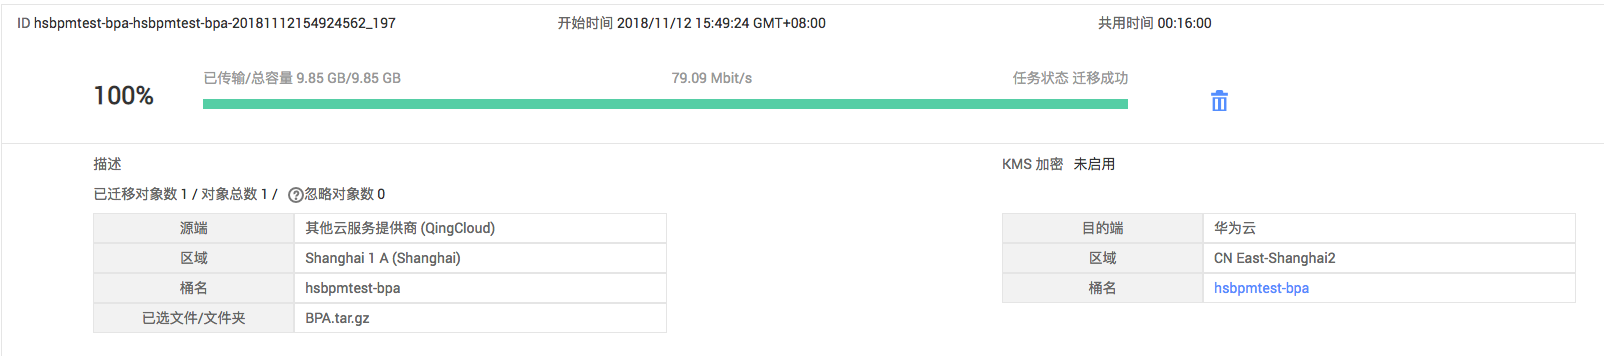 ID hsbpmtest-bpa-hsbpmtest-bpa-20181112154924562_197 开始时间 2018/11/12 15:49:24 GMT+08:00 共用时间 00:16:00
已传输/总容量 9.85 GB/9.85 GB 79.09 Mbit/s 任务状态 迁移成功
100%
描述 KMS 加密 未启用
已迁移对象数 1 / 对象总数 1 / ?忽略对象数 0
源端 其他云服务提供商 (QingCloud) 目的端 华为云
区域 Shanghai 1 A (Shanghai) 区域 CN East-Shanghai2
桶名 hsbpmtest-bpa 桶名 hsbpmtest-bpa
已选文件/文件夹 BPA.tar.gz